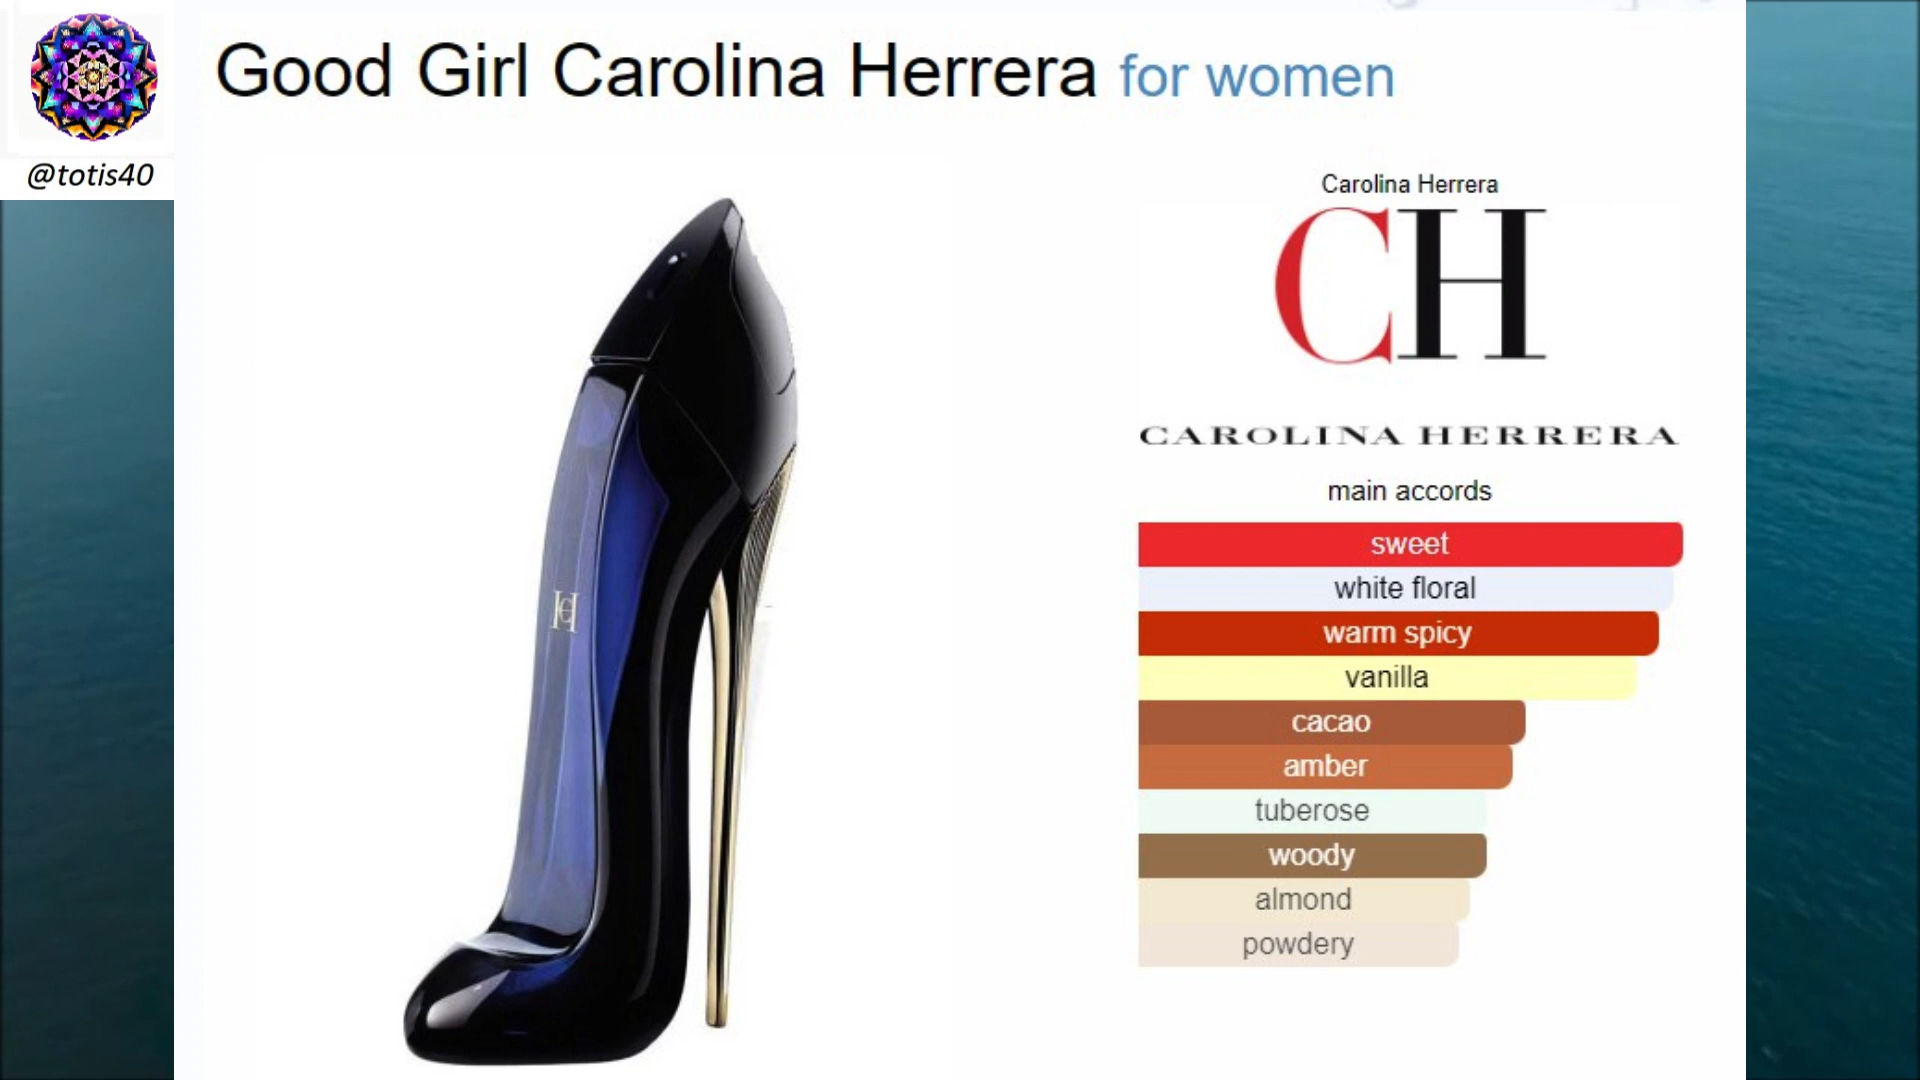 Good Girl Carolina Herrera for women
@totis40
Carolina Herrera
CH
CAROLINA HERRERA
main accords
sweet
white floral
warm spicy
vanilla
cacao
amber
tuberose
woody
almond
powdery
CH